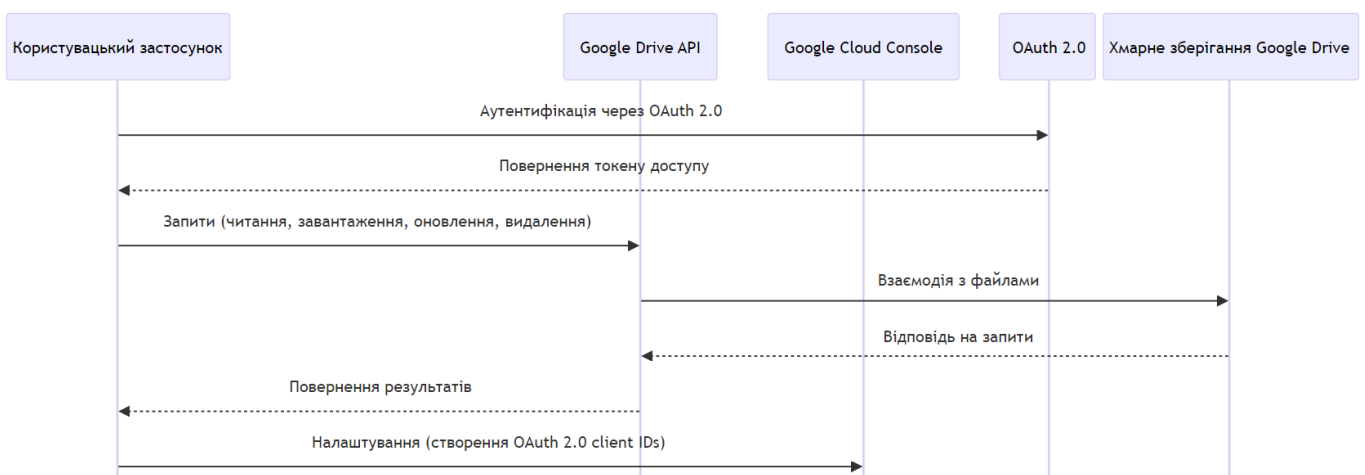 Користувацький застосунок
Google Drive API
Google Cloud Console
OAuth 2.0
Хмарне зберігання Google Drive
Аутентифікація через OAuth 2.0
Повернення токену доступу
Запити (читання, завантаження, оновлення, видалення)
Взаємодія з файлами
Відповідь на запити
Повернення результатів
Налаштування (створення OAuth 2.0 client IDs)